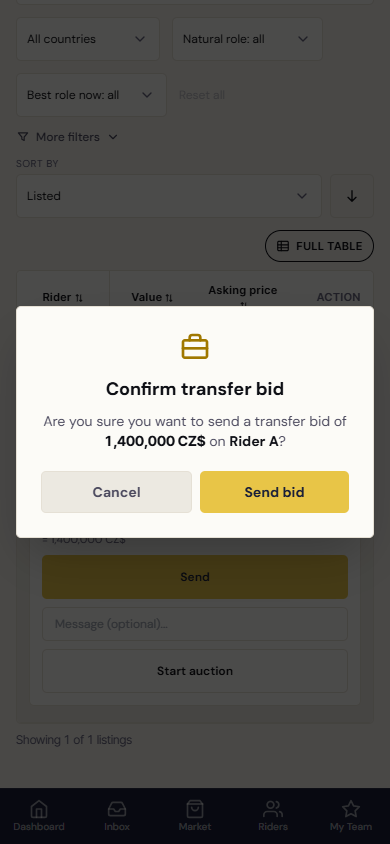 All countries
Natural role: all
Best role now: all
Reset all
More filters
SORT BY
Listed
FULL TABLE
Rider
Value
Asking price
ACTION
Confirm transfer bid
Are you sure you want to send a transfer bid of
1,400,000 CZ$ on Rider A?
Cancel
Send bid
= 1,400,000 CZ$
Send
Message (optional)...
Start auction
Showing 1 of 1 listings
Dashboard
Inbox
Market
Riders
My Team